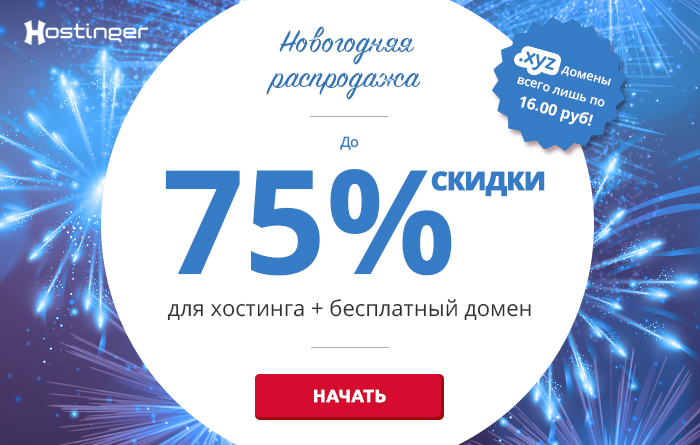 Hostinger
Новогодняя
распродажа
.xyz домены
всего лишь по
16.00 руб!
До
75% скидки
для хостинга + бесплатный домен
НАЧАТЬ